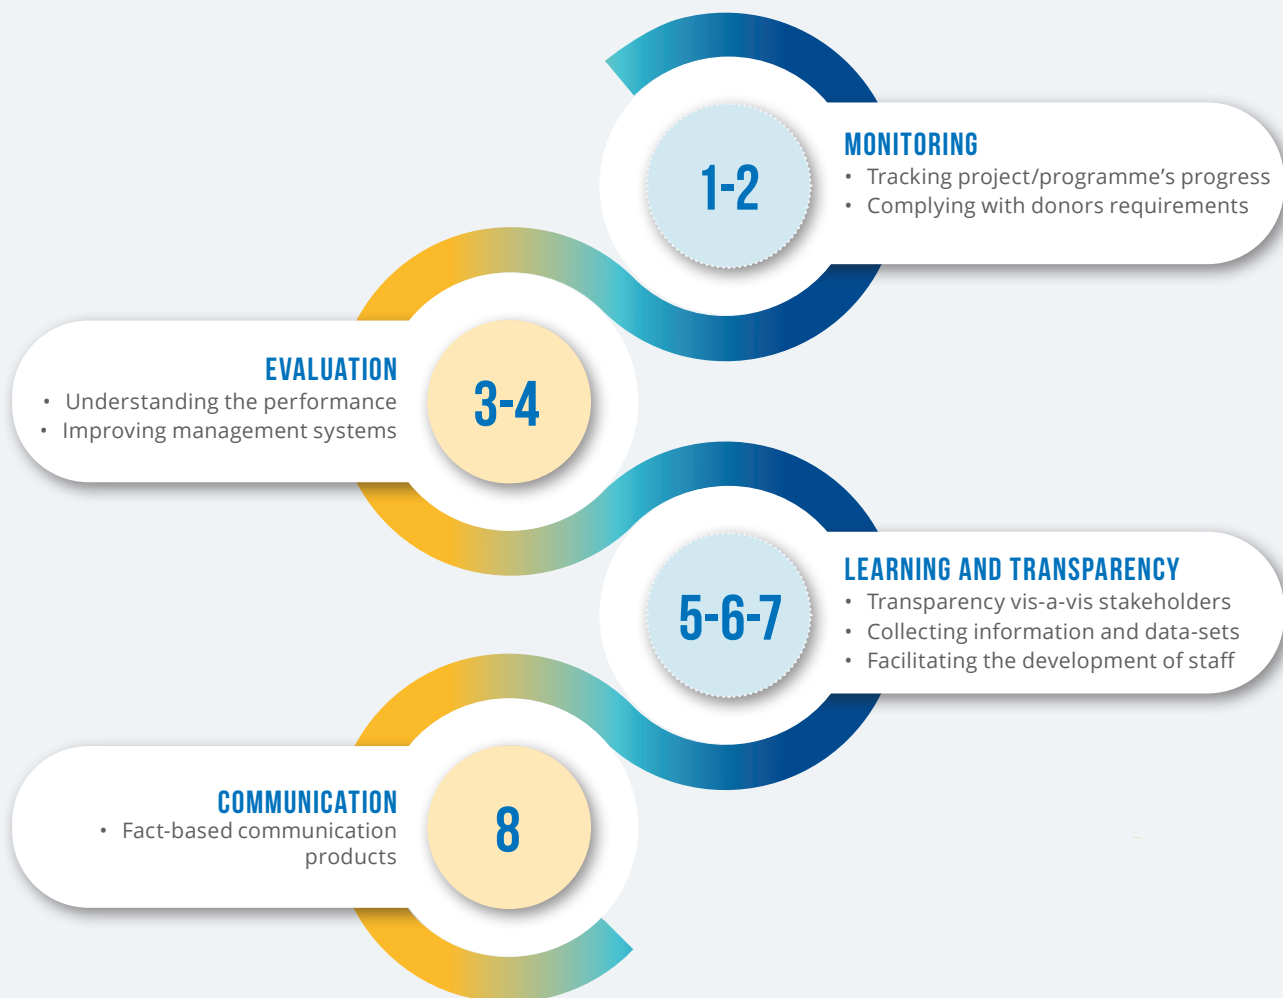 1-2
MONITORING
• Tracking project/programme's progress
• Complying with donors requirements
3-4
EVALUATION
• Understanding the performance
• Improving management systems
5-6-7
LEARNING AND TRANSPARENCY
• Transparency vis-a-vis stakeholders
• Collecting information and data-sets
• Facilitating the development of staff
8
COMMUNICATION
• Fact-based communication
products